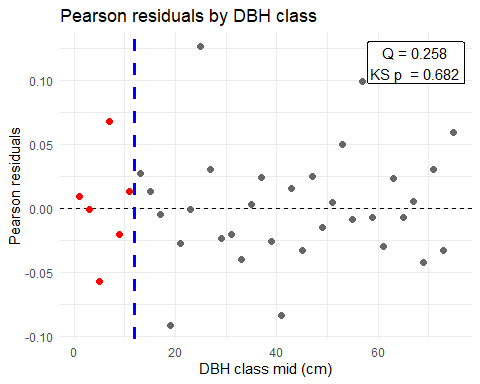 Pearson residuals by DBH class
Q = 0.258
KS p = 0.682
Pearson residuals
0.10
0.05
0.00
-0.05
-0.10
0
20
40
60
DBH class mid (cm)